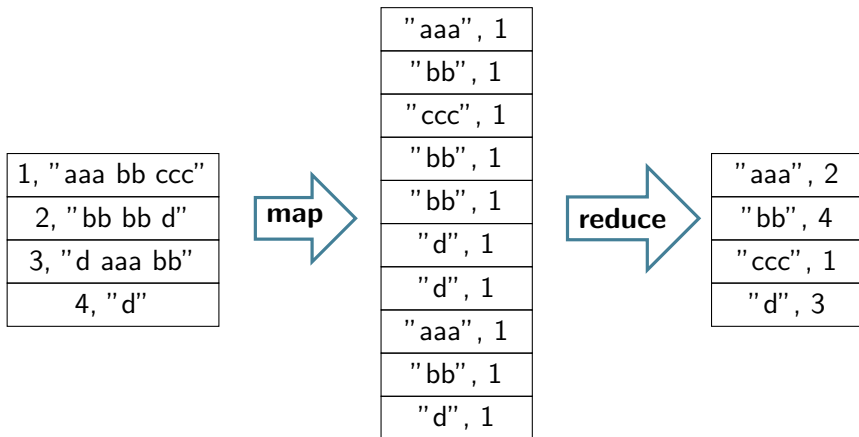 1, "aaa bb ccc"
2, "bb bb d"
3, "d aaa bb"
4, "d"
map
"aaa", 1
"bb", 1
"ccc", 1
"bb", 1
"bb", 1
"d", 1
"d", 1
"aaa", 1
"bb", 1
"d", 1
reduce
"aaa", 2
"bb", 4
"ccc", 1
"d", 3